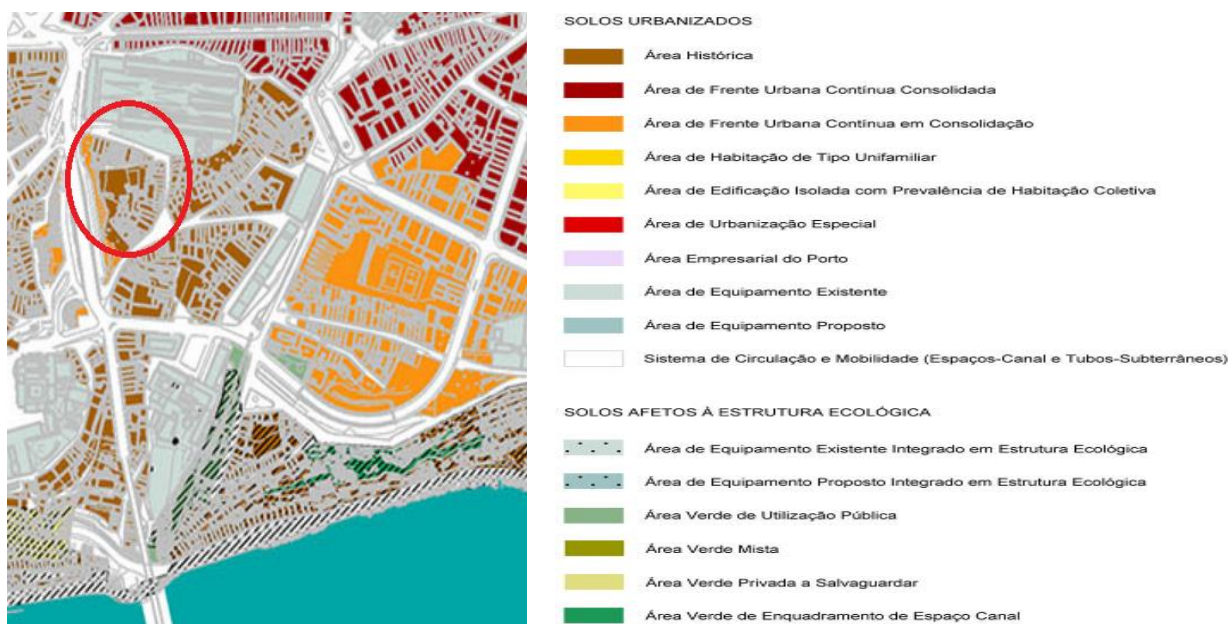 SOLOS URBANIZADOS
Área Histórica
Área de Frente Urbana Contínua Consolidada
Área de Frente Urbana Contínua em Consolidação
Área de Habitação de Tipo Unifamiliar
Área de Edificação Isolada com Prevalência de Habitação Coletiva
Área de Urbanização Especial
Área Empresarial do Porto
Área de Equipamento Existente
Área de Equipamento Proposto
Sistema de Circulação e Mobilidade (Espaços-Canal e Tubos-Subterrâneos)
SOLOS AFETOS À ESTRUTURA ECOLÓGICA
Área de Equipamento Existente Integrado em Estrutura Ecológica
Área de Equipamento Proposto Integrado em Estrutura Ecológica
Área Verde de Utilização Pública
Área Verde Mista
Área Verde Privada a Salvaguardar
Área Verde de Enquadramento de Espaço Canal